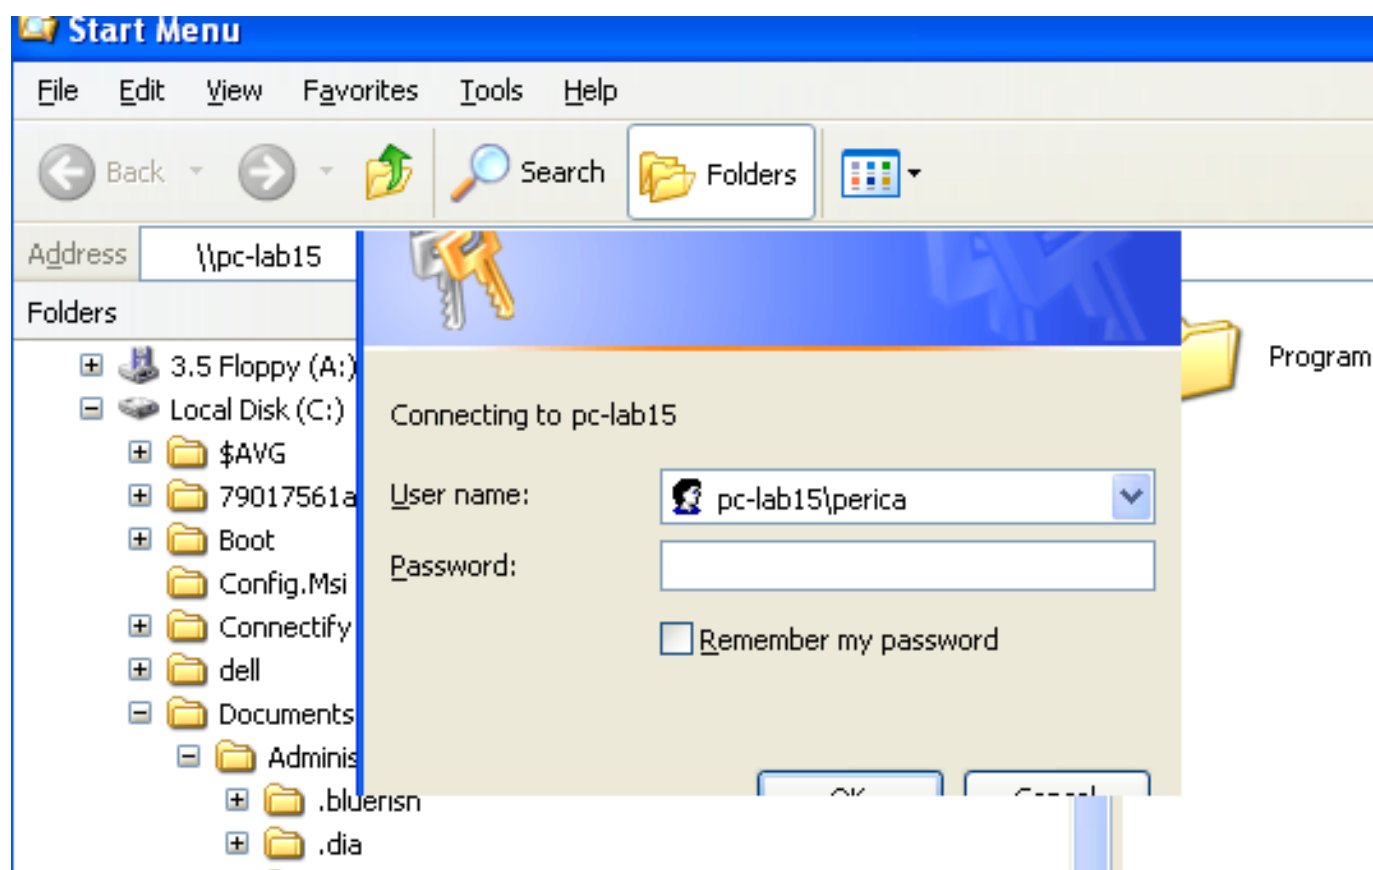 Start Menu
File Edit View Favorites Tools Help
Back Search Folders
Address \\pc-lab15
Folders
3.5 Floppy (A:)
Program
Local Disk (C:)
Connecting to pc-lab15
$AVG
79017561a
User name: pc-lab15\perica
Boot
Password:
Config.Msi
Connectify
Remember my password
dell
Documents
Adminis
OK Cancel
.dia